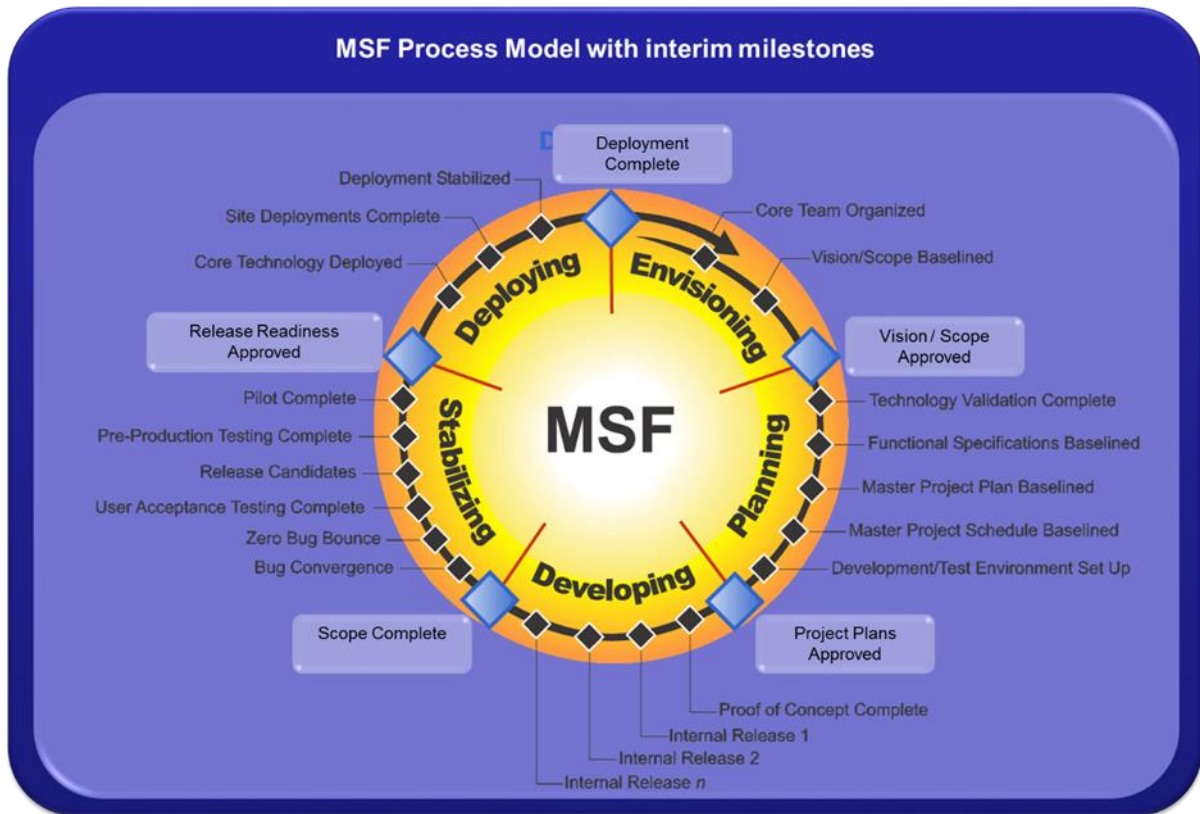 MSF Process Model with interim milestones
D
Deployment
Complete
Deployment Stabilized
Site Deployments Complete
Core Technology Deployed
Core Team Organized
Vision/Scope Baselined
Deploying
Envisioning
Release Readiness
Approved
Vision / Scope
Approved
Pilot Complete
Pre-Production Testing Complete
Release Candidates
User Acceptance Testing Complete
Zero Bug Bounce
Bug Convergence
Stabilizing
MSF
Planning
Technology Validation Complete
Functional Specifications Baselined
Master Project Plan Baselined
Master Project Schedule Baselined
Development/Test Environment Set Up
Developing
Scope Complete
Project Plans
Approved
Proof of Concept Complete
Internal Release 1
Internal Release 2
Internal Release n